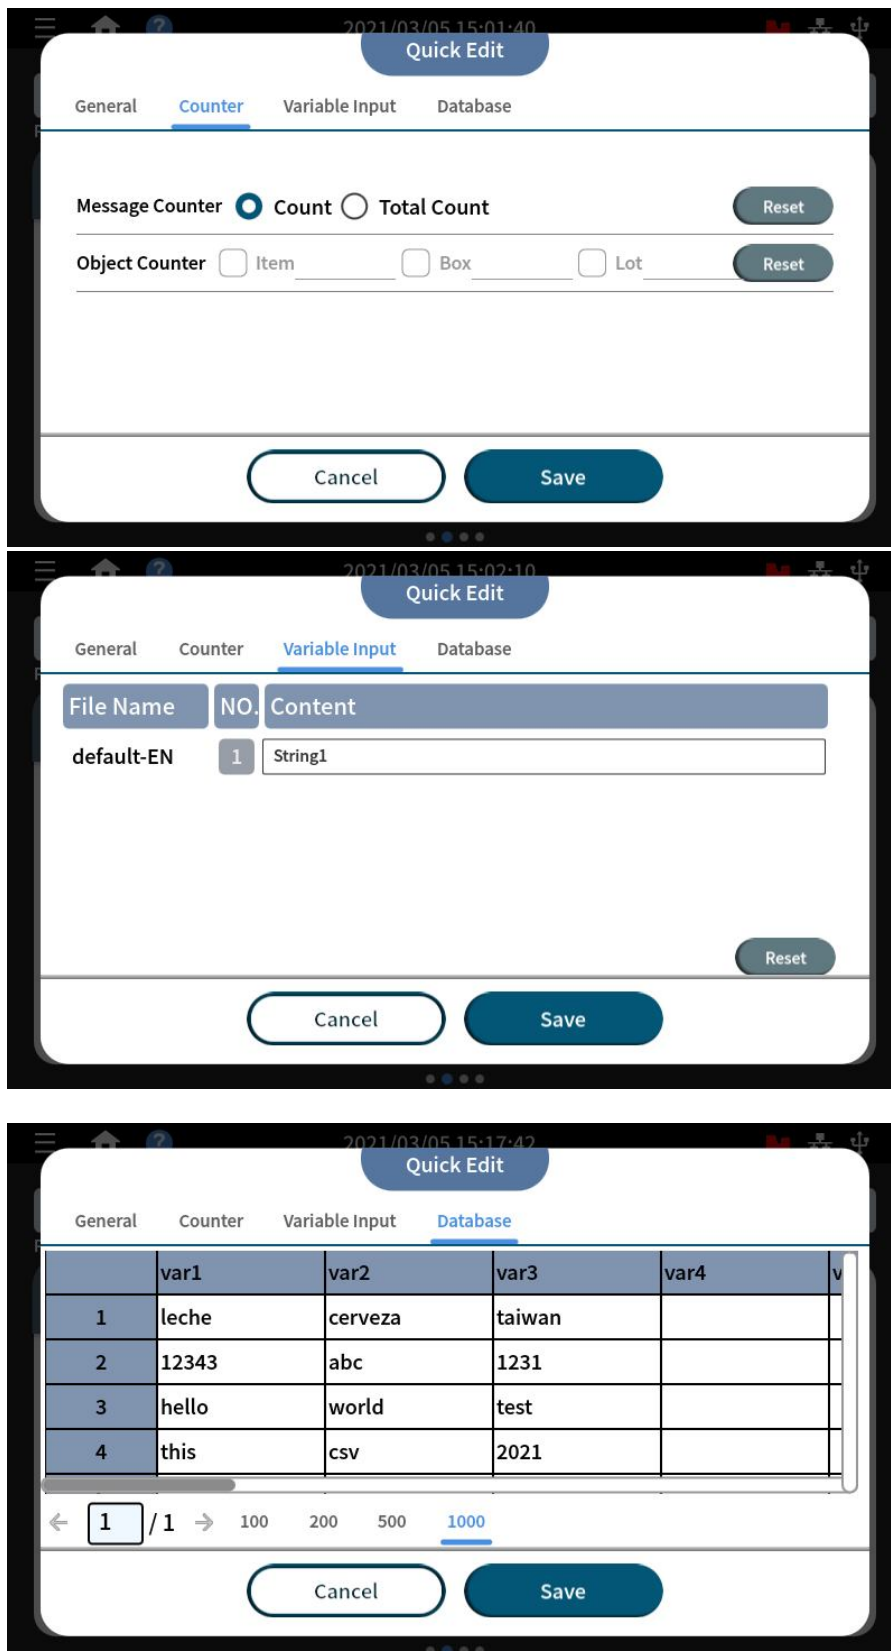 2021/03/05 15:01:40
Quick Edit
General Counter Variable Input Database
Message Counter Count Total Count Reset
Object Counter Item Box Lot Reset
Cancel Save
2021/03/05 15:02:10
Quick Edit
General Counter Variable Input Database
File Name NO. Content
default-EN 1 String1
Reset
Cancel Save
2021/03/05 15:17:42
Quick Edit
General Counter Variable Input Database
var1 var2 var3 var4
1 leche cerveza taiwan
2 12343 abc 1231
3 hello world test
4 this csv 2021
1 / 1 100 200 500 1000
Cancel Save